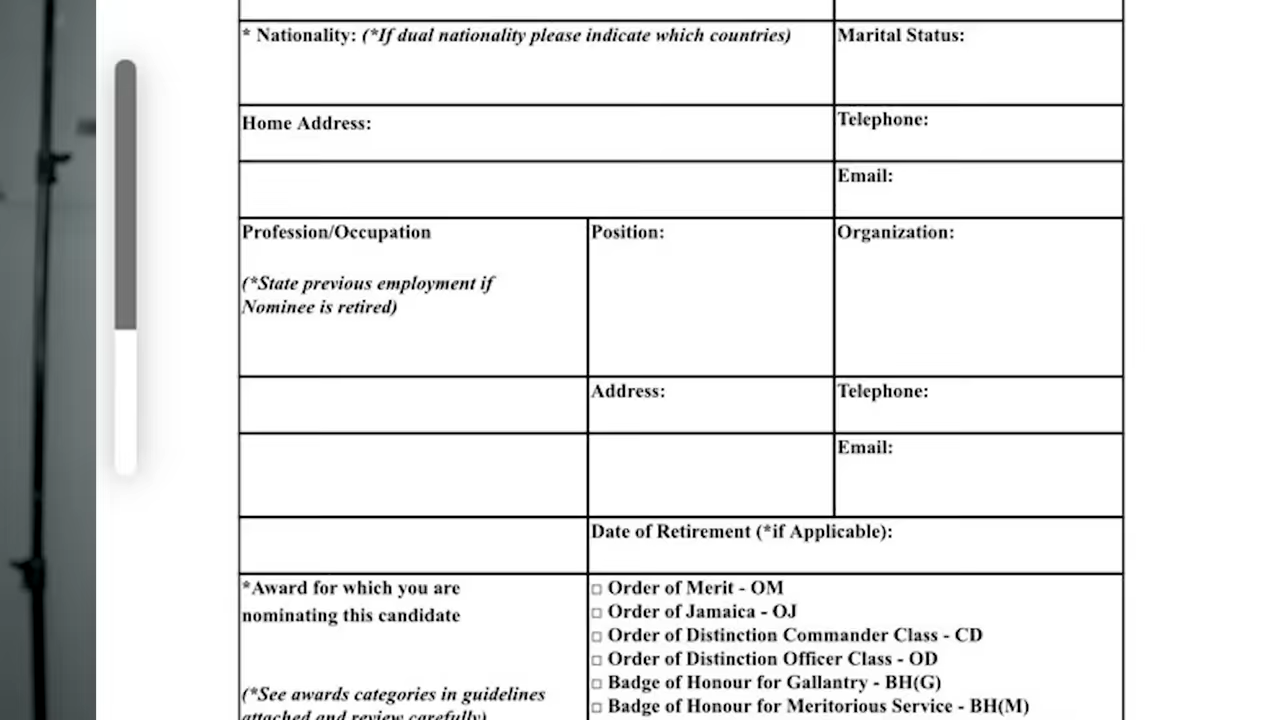 * Nationality: (*If dual nationality please indicate which countries)
Marital Status:
Home Address:
Telephone:
Email:
Profession/Occupation
(*State previous employment if
Nominee is retired)
Position:
Organization:
Address:
Telephone:
Email:
Date of Retirement (*if Applicable):
*Award for which you are
nominating this candidate
(*See awards categories in guidelines
attached and review carefully)
□ Order of Merit - OM
□ Order of Jamaica - OJ
□ Order of Distinction Commander Class - CD
□ Order of Distinction Officer Class - OD
□ Badge of Honour for Gallantry - BH(G)
□ Badge of Honour for Meritorious Service - BH(M)